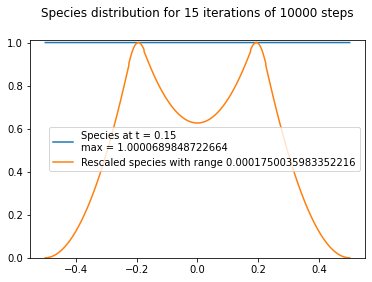 Species distribution for 15 iterations of 10000 steps
1.0
0.8
0.6
0.4
0.2
0.0
Species at t = 0.15
max = 1.0000689848722664
Rescaled species with range 0.0001750035983352216
−0.4
−0.2
0.0
0.2
0.4